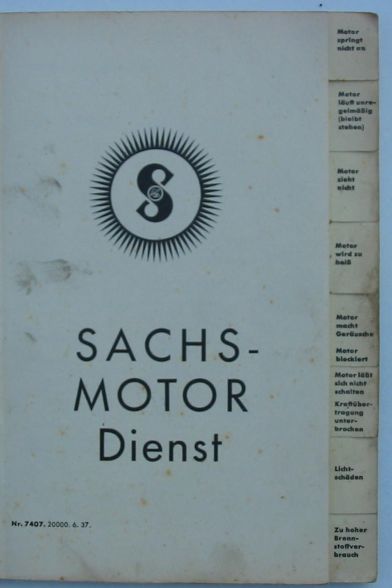 S
SACHS-
MOTOR
Dienst
Nr. 7407. 20000. 6. 37.
Motor
springt
nicht an
Motor
läuft unre-
gelmäßig
(bleibt
stehen)
Motor
zieht
nicht
Motor
wird zu
heiß
Motor
macht
Geräusche
Motor
blockiert
Motor läßt
sich nicht
schalten
Kraftüber-
tragung
unter-
brochen
Licht-
schäden
Zu hoher
Brenn-
stoffver-
brauch